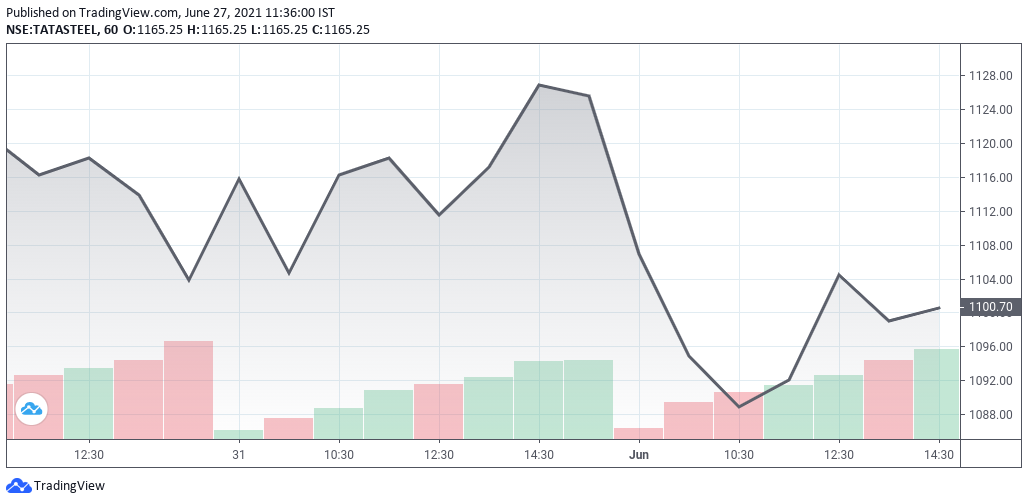 Published on TradingView.com, June 27, 2021 11:36:00 IST
NSE:TATASTEEL, 60 O:1165.25 H:1165.25 L:1165.25 C:1165.25
1128.00
1124.00
1120.00
1116.00
1112.00
1108.00
1104.00
1100.70
1096.00
1092.00
1088.00
12:30 31 10:30 12:30 14:30 Jun 10:30 12:30 14:30
TradingView